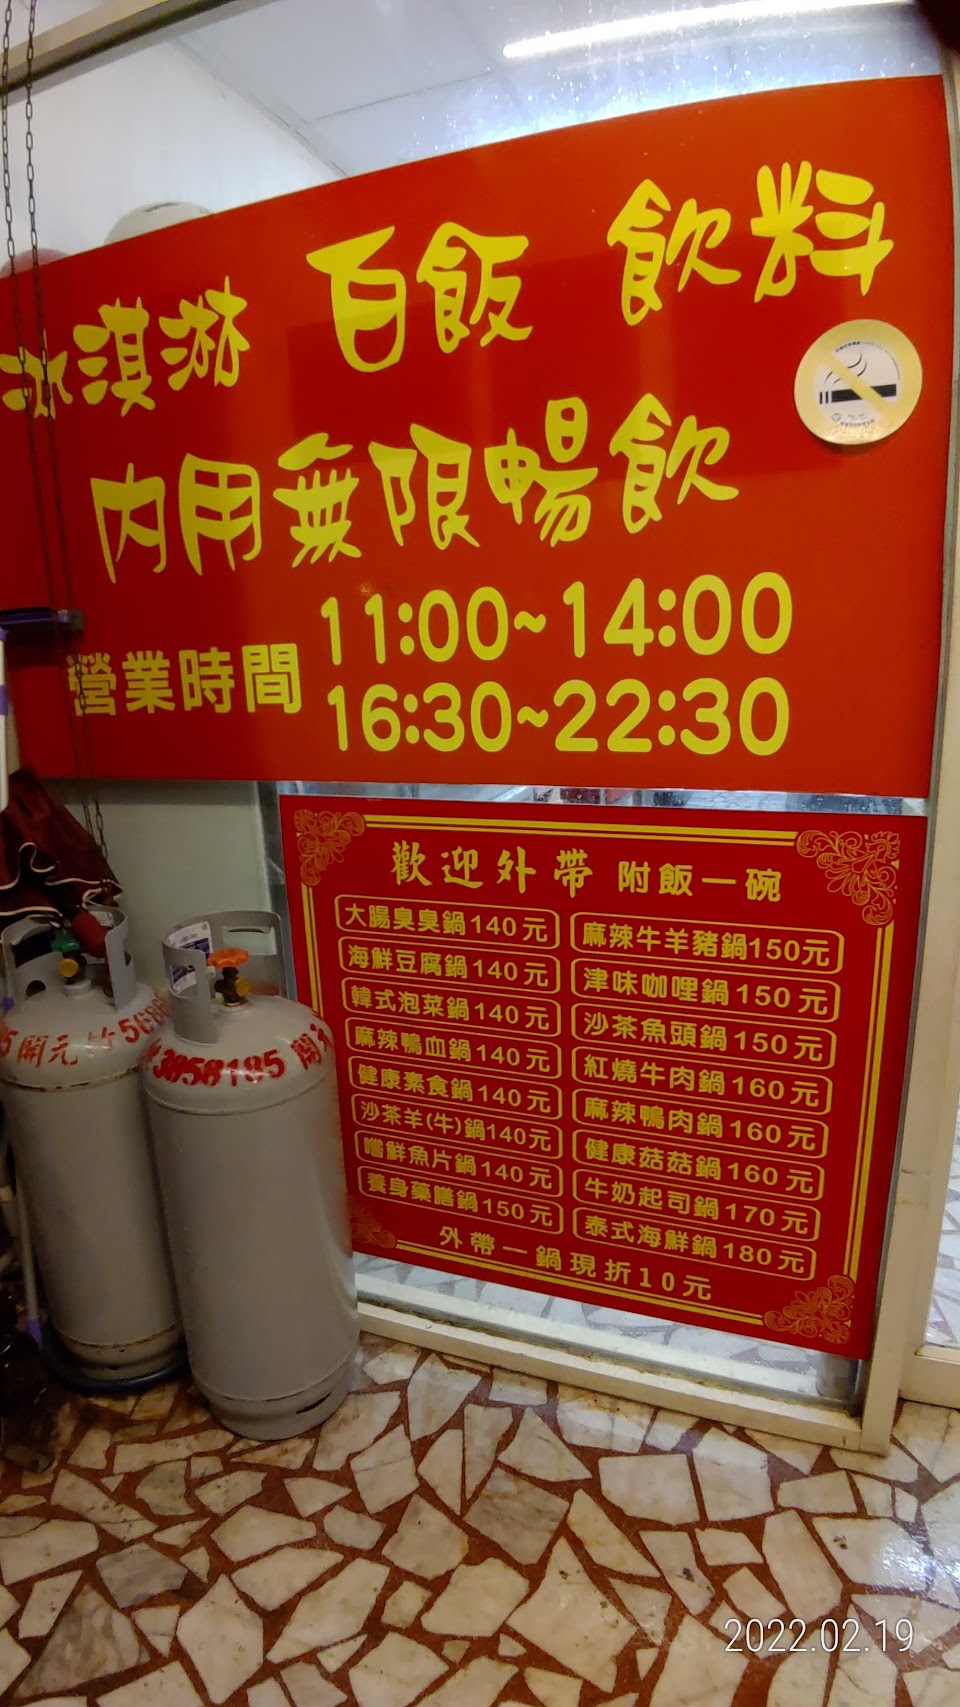 冰淇淋 白飯 飲料
內用無限暢飲
營業時間
11:00~14:00
16:30~22:30
歡迎外帶 附飯一碗
大腸臭臭鍋140元
海鮮豆腐鍋140元
韓式泡菜鍋140元
麻辣鴨血鍋140元
健康素食鍋140元
沙茶羊(牛)鍋140元
嚐鮮魚片鍋140元
養身藥膳鍋150元
麻辣牛羊豬鍋150元
津味咖哩鍋150元
沙茶魚頭鍋150元
紅燒牛肉鍋160元
麻辣鴨肉鍋160元
健康菇菇鍋160元
牛奶起司鍋170元
泰式海鮮鍋180元
外帶一鍋現折10元
5開元竹568
3958185 開
2022.02.19